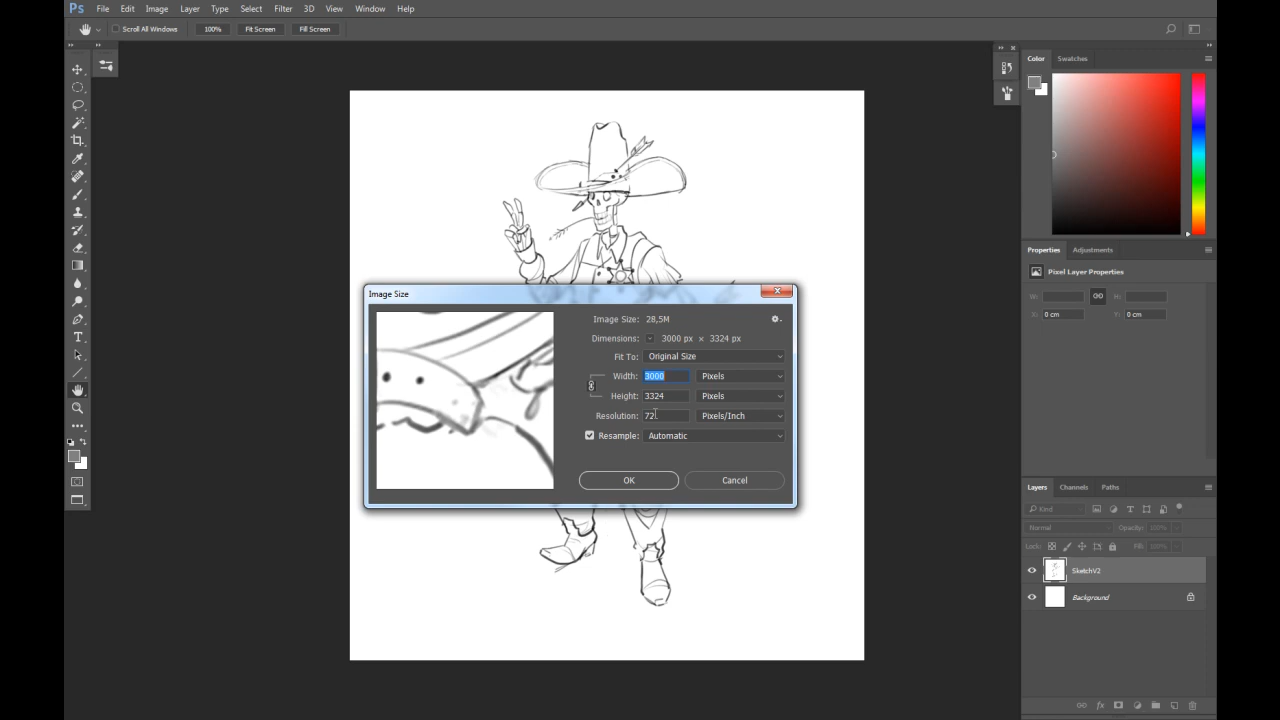 Ps File Edit Image Layer Type Select Filter 3D View Window Help
Scroll All Windows 100% Fit Screen Fill Screen
Color Swatches
Properties Adjustments
Pixel Layer Properties
W: H:
X: 0 cm Y: 0 cm
Image Size
Image Size: 28,5M
Dimensions: 3000 px × 3324 px
Fit To: Original Size
Width: 3000 Pixels
Height: 3324 Pixels
Resolution: 72 Pixels/Inch
Resample: Automatic
OK Cancel
Layers Channels Paths
Kind
Normal Opacity: 100%
Lock: Fill: 100%
SketchV2
Background